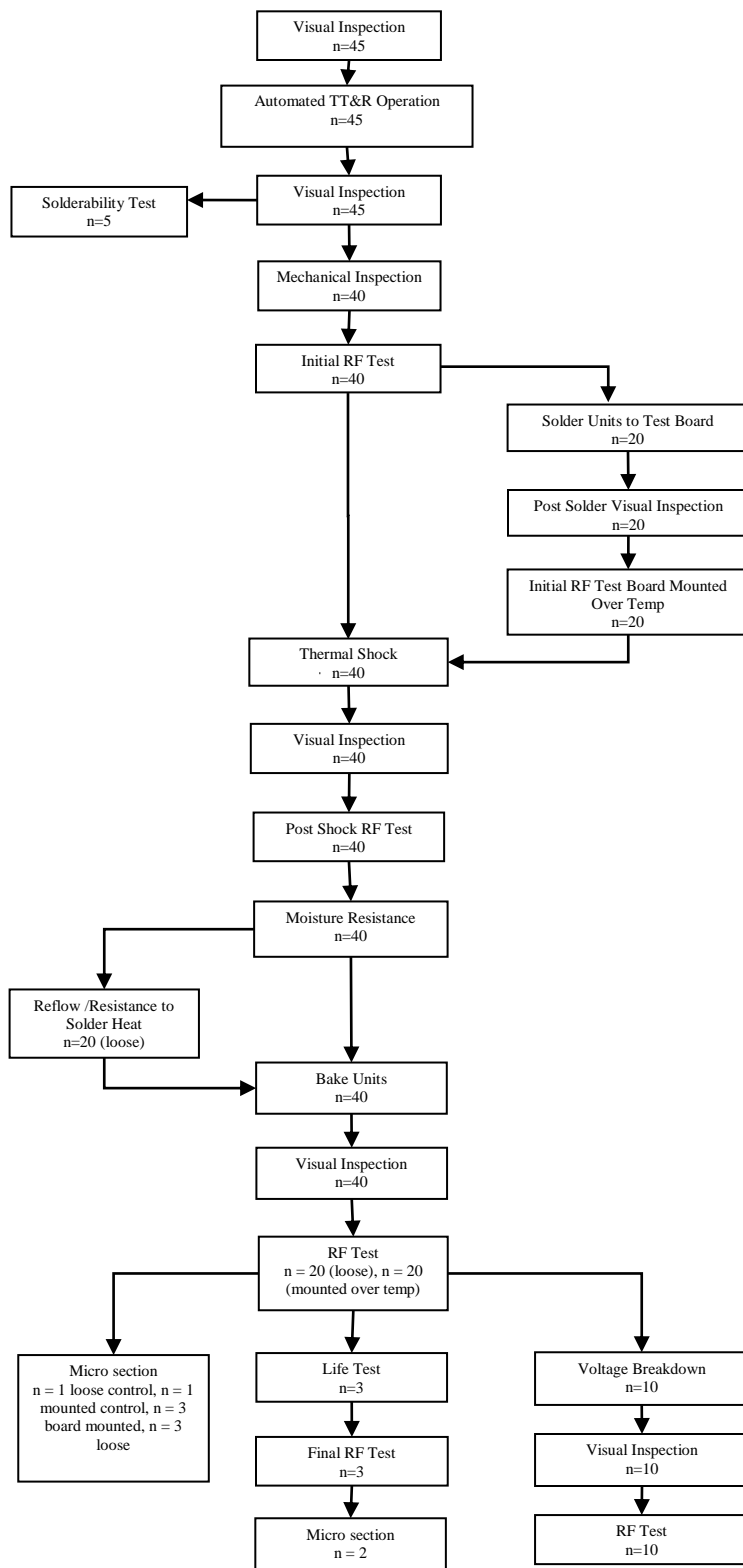 Visual Inspection
n=45
Automated TT&R Operation
n=45
Visual Inspection
n=45
Solderability Test
n=5
Mechanical Inspection
n=40
Initial RF Test
n=40
Solder Units to Test Board
n=20
Post Solder Visual Inspection
n=20
Initial RF Test Board Mounted
Over Temp
n=20
Thermal Shock
n=40
Visual Inspection
n=40
Post Shock RF Test
n=40
Moisture Resistance
n=40
Reflow /Resistance to
Solder Heat
n=20 (loose)
Bake Units
n=40
Visual Inspection
n=40
RF Test
n = 20 (loose), n = 20
(mounted over temp)
Micro section
n = 1 loose control, n = 1
mounted control, n = 3
board mounted, n = 3
loose
Life Test
n=3
Final RF Test
n=3
Micro section
n = 2
Voltage Breakdown
n=10
Visual Inspection
n=10
RF Test
n=10